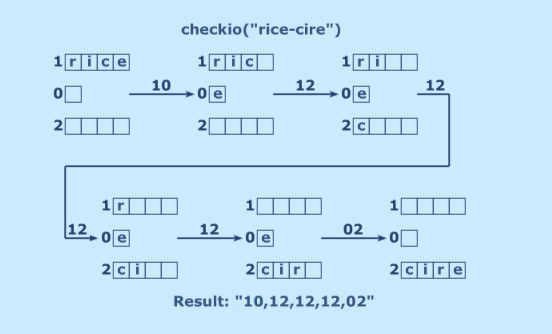 checkio("rice-cire")
1 r i c e 1 r i c 1 r i
0 10 0 e 12 0 e 12
2 2 2 c
1 r 1 1
12 0 e 12 0 e 02 0
2 c i 2 c i r 2 c i r e
Result: "10,12,12,12,02"